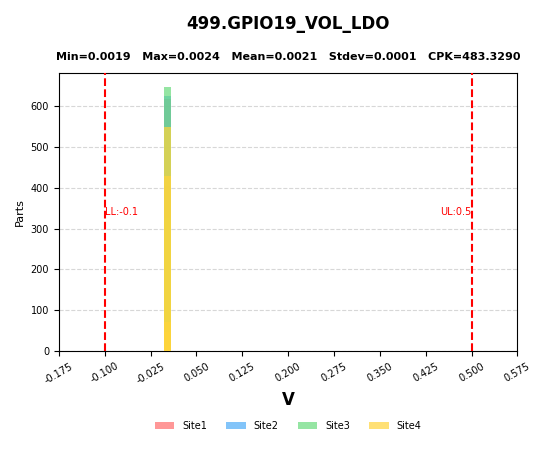 499.GPIO19_VOL_LDO
Min=0.0019 Max=0.0024 Mean=0.0021 Stdev=0.0001 CPK=483.3290
600
500
400
300
200
100
0
Parts
LL:-0.1
UL:0.5
-0.175 -0.100 -0.025 0.050 0.125 0.200 0.275 0.350 0.425 0.500 0.575
V
Site1 Site2 Site3 Site4